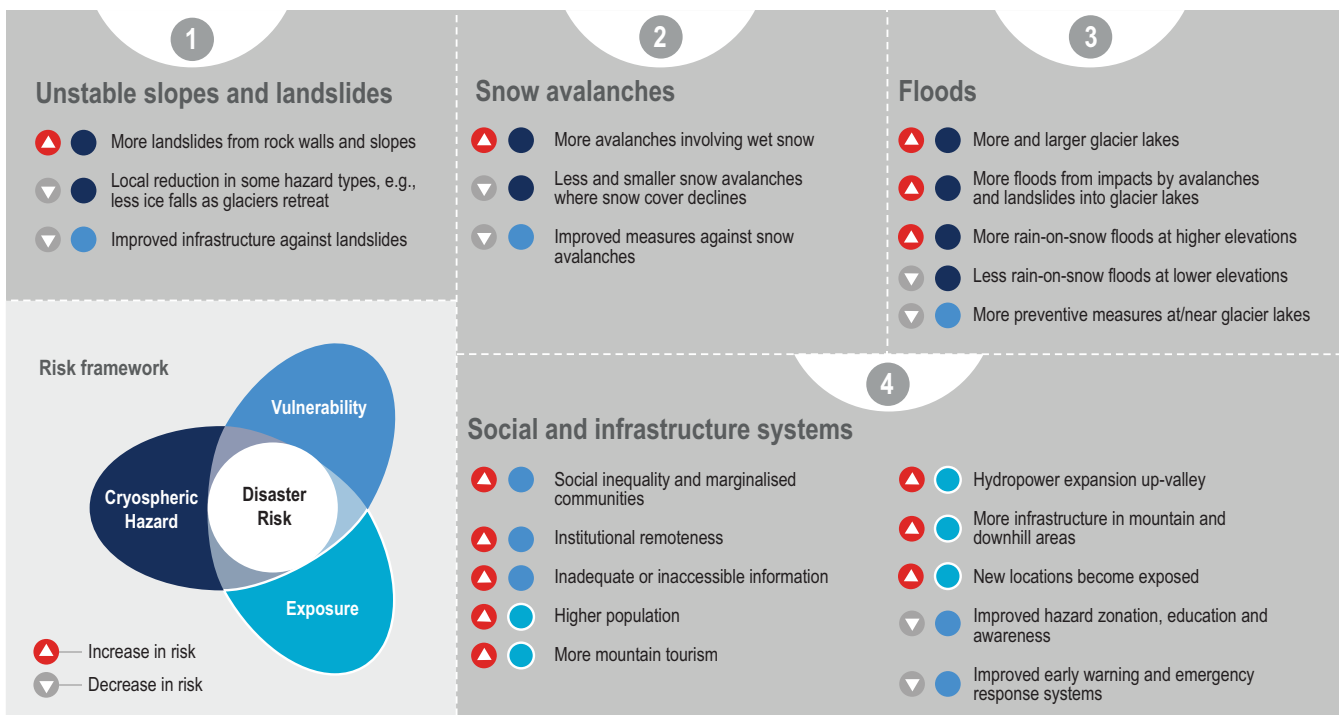 1
Unstable slopes and landslides
More landslides from rock walls and slopes
Local reduction in some hazard types, e.g.,
less ice falls as glaciers retreat
Improved infrastructure against landslides
2
Snow avalanches
More avalanches involving wet snow
Less and smaller snow avalanches
where snow cover declines
Improved measures against snow
avalanches
3
Floods
More and larger glacier lakes
More floods from impacts by avalanches
and landslides into glacier lakes
More rain-on-snow floods at higher elevations
Less rain-on-snow floods at lower elevations
More preventive measures at/near glacier lakes
Risk framework
Vulnerability
Cryospheric
Hazard
Disaster
Risk
Exposure
Increase in risk
Decrease in risk
4
Social and infrastructure systems
Social inequality and marginalised
communities
Institutional remoteness
Inadequate or inaccessible information
Higher population
More mountain tourism
Hydropower expansion up-valley
More infrastructure in mountain and
downhill areas
New locations become exposed
Improved hazard zonation, education and
awareness
Improved early warning and emergency
response systems